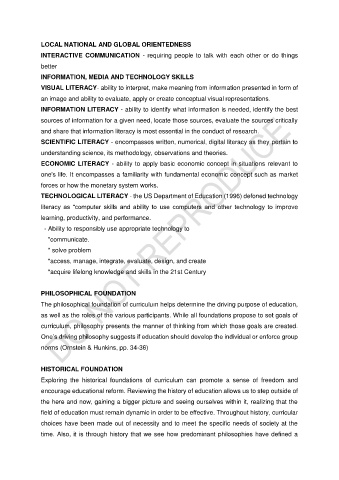 LOCAL NATIONAL AND GLOBAL ORIENTEDNESS
INTERACTIVE COMMUNICATION - requiring people to talk with each other or do things
better
INFORMATION, MEDIA AND TECHNOLOGY SKILLS
VISUAL LITERACY- ability to interpret, make meaning from information presented in form of
an image and ability to evaluate, apply or create conceptual visual representations.
INFORMATION LITERACY - ability to identify what information is needed, identify the best
sources of information for a given need, locate those sources, evaluate the sources critically
and share that information literacy is most essential in the conduct of research.
SCIENTIFIC LITERACY - encompasses written, numerical, digital literacy as they pertain to
understanding science, its methodology, observations and theories.
ECONOMIC LITERACY - ability to apply basic economic concept in situations relevant to
one's life. It encompasses a familiarity with fundamental economic concept such as market
forces or how the monetary system works.
TECHNOLOGICAL LITERACY - the US Department of Education (1996) defored technology
literacy as "computer skills and ability to use computers and other technology to improve
learning, productivity, and performance.
- Ability to responsibly use appropriate technology to
*communicate.
* solve problem
*access, manage, integrate, evaluate, design, and create
*acquire lifelong knowledge and skills in the 21st Century
PHILOSOPHICAL FOUNDATION
The philosophical foundation of curriculum helps determine the driving purpose of education,
as well as the roles of the various participants. While all foundations propose to set goals of
curriculum, philosophy presents the manner of thinking from which those goals are created.
One's driving philosophy suggests if education should develop the individual or enforce group
norms (Ornstein & Hunkins, pp. 34-36)
HISTORICAL FOUNDATION
Exploring the historical foundations of curriculum can promote a sense of freedom and
encourage educational reform. Reviewing the history of education allows us to step outside of
the here and now, gaining a bigger picture and seeing ourselves within it, realizing that the
field of education must remain dynamic in order to be effective. Throughout history, curricular
choices have been made out of necessity and to meet the specific needs of society at the
time. Also, it is through history that we see how predominant philosophies have defined a
DO NOT REPRODUCE